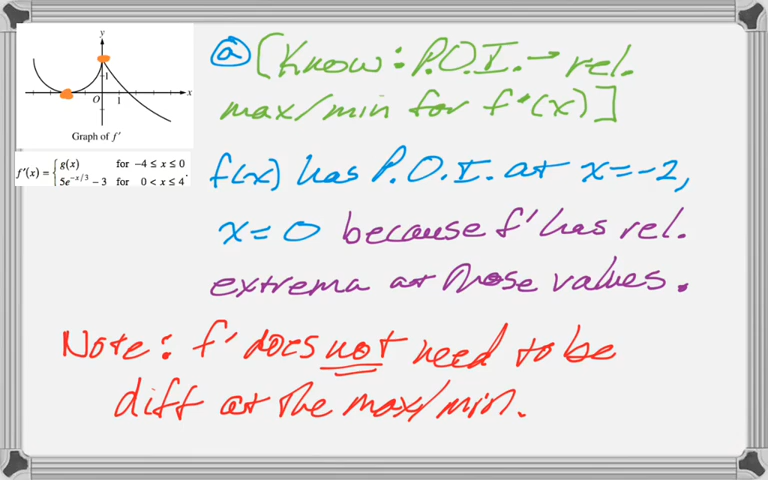 y
1
O
1
x
Graph of f'
f'(x) = { g(x) for -4 ≤ x ≤ 0
5e^{-x/3} - 3 for 0 < x ≤ 4 .
(a) [Know: P.O.I. → rel.
max/min for f'(x)]
f(x) has P.O.I. at x=-2,
x=0 because f' has rel.
extrema at those values.
Note: f' does not need to be
diff at the max/min.